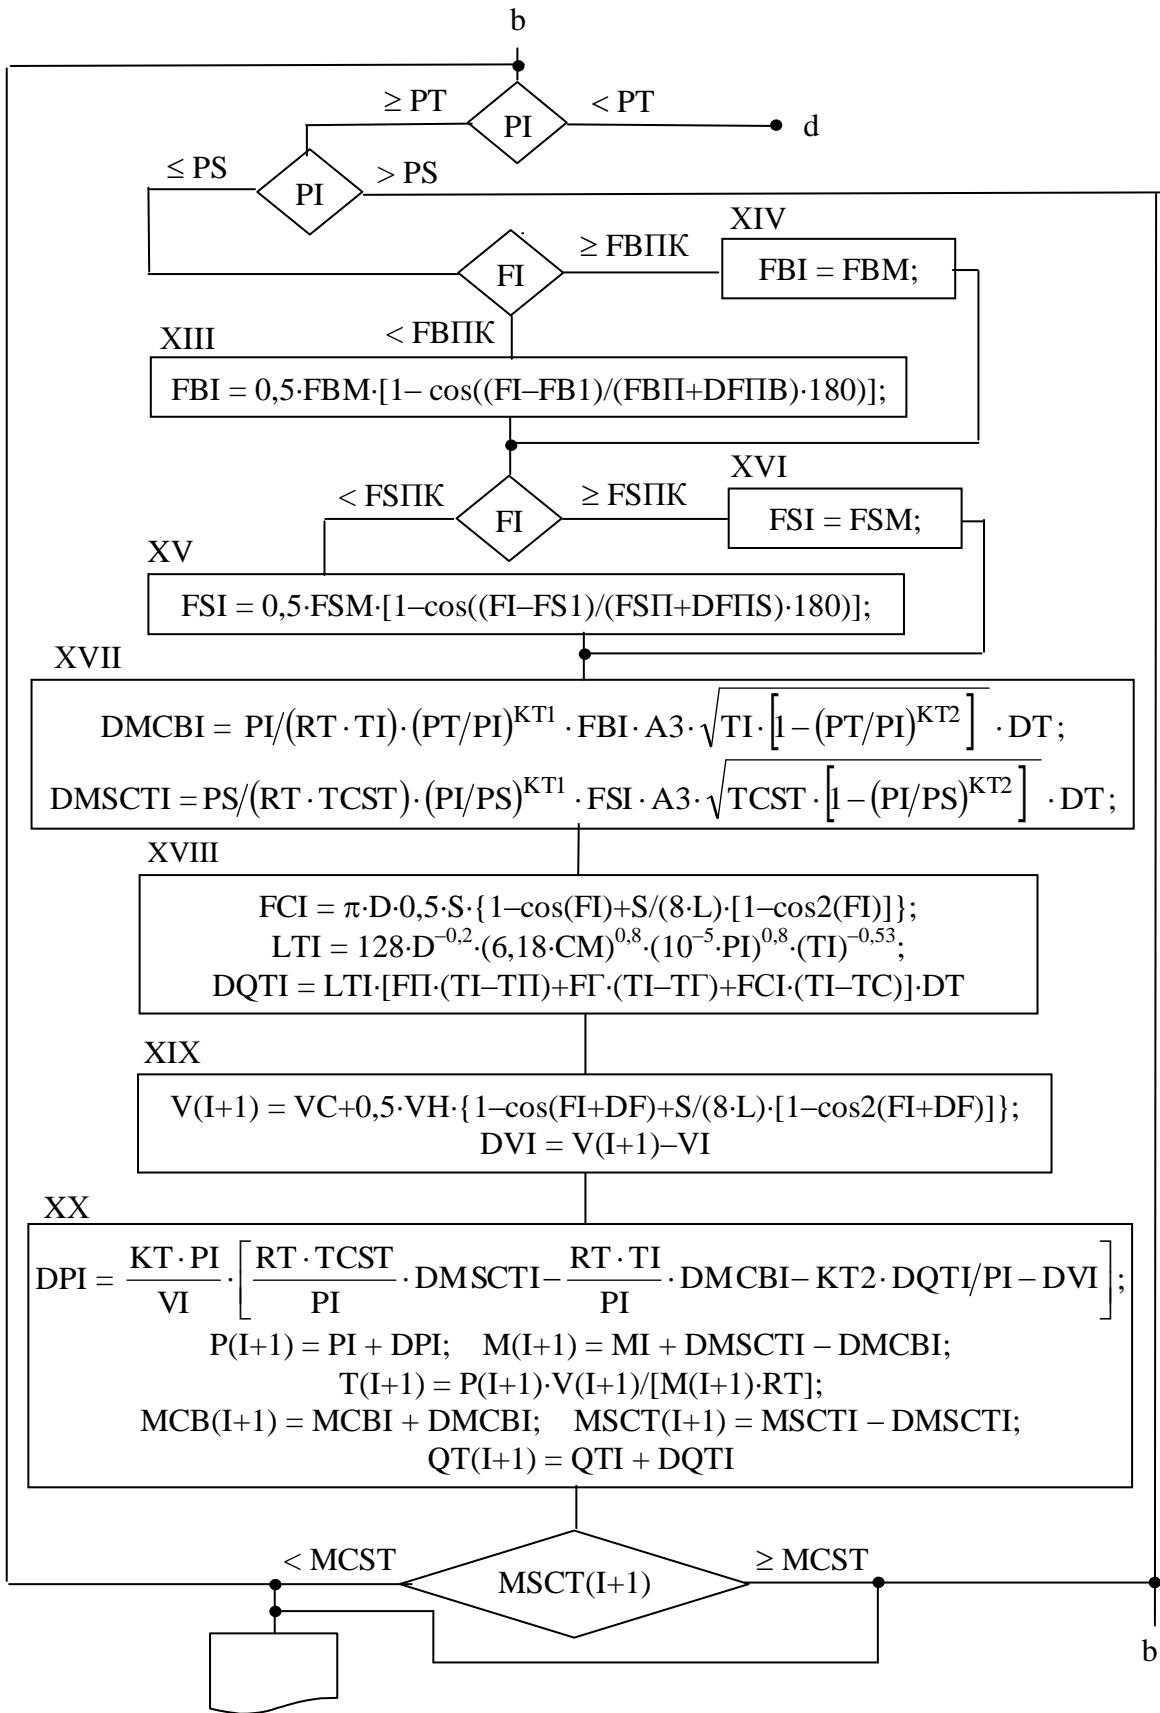 b
≥ PT
< PT
PI
d
≤ PS
> PS
PI
XIV
≥ FBПК
FI
FBI = FBM;
< FBПК
XIII
FBI = 0,5·FBM·[1– cos((FI–FB1)/(FBП+DFПB)·180)];
XVI
< FSПК
≥ FSПК
FI
FSI = FSM;
XV
FSI = 0,5·FSM·[1–cos((FI–FS1)/(FSП+DFПS)·180)];
XVII
DMCBI = PI/(RT·TI)·(PT/PI)^KT1·FBI·A3·√(TI·[1–(PT/PI)^KT2])·DT;
DMSCTI = PS/(RT·TCST)·(PI/PS)^KT1·FSI·A3·√(TCST·[1–(PI/PS)^KT2])·DT;
XVIII
FCI = π·D·0,5·S·{1–cos(FI)+S/(8·L)·[1–cos2(FI)]};
LTI = 128·D^–0,2·(6,18·CM)^0,8·(10^–5·PI)^0,8·(TI)^–0,53;
DQTI = LTI·[FП·(TI–TП)+FГ·(TI–TГ)+FCI·(TI–TC)]·DT
XIX
V(I+1) = VC+0,5·VH·{1–cos(FI+DF)+S/(8·L)·[1–cos2(FI+DF)]};
DVI = V(I+1)–VI
XX
DPI = KT·PI/VI·[RT·TCST/PI·DMSCTI–RT·TI/PI·DMCBI–KT2·DQTI/PI–DVI];
P(I+1) = PI + DPI; M(I+1) = MI + DMSCTI – DMCBI;
T(I+1) = P(I+1)·V(I+1)/[M(I+1)·RT];
MCB(I+1) = MCBI + DMCBI; MSCT(I+1) = MSCTI – DMSCTI;
QT(I+1) = QTI + DQTI
< MCST
≥ MCST
MSCT(I+1)
b